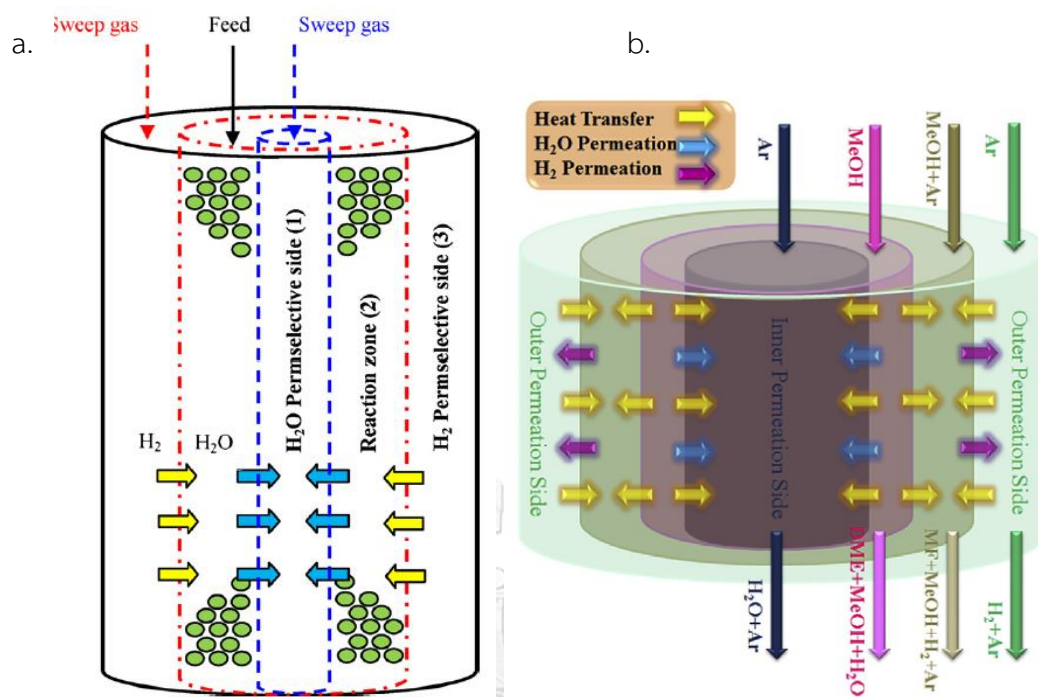 a.
Sweep gas
Feed
Sweep gas
H₂O Permselective side (1)
Reaction zone (2)
H₂ Permselective side (3)
H₂
H₂O
b.
Heat Transfer
H₂O Permeation
H₂ Permeation
Ar
MeOH
MeOH+Ar
Ar
Outer Permeation Side
Inner Permeation Side
Outer Permeation Side
H₂O+Ar
DME+MeOH+H₂O
MF+MeOH+H₂+Ar
H₂+Ar